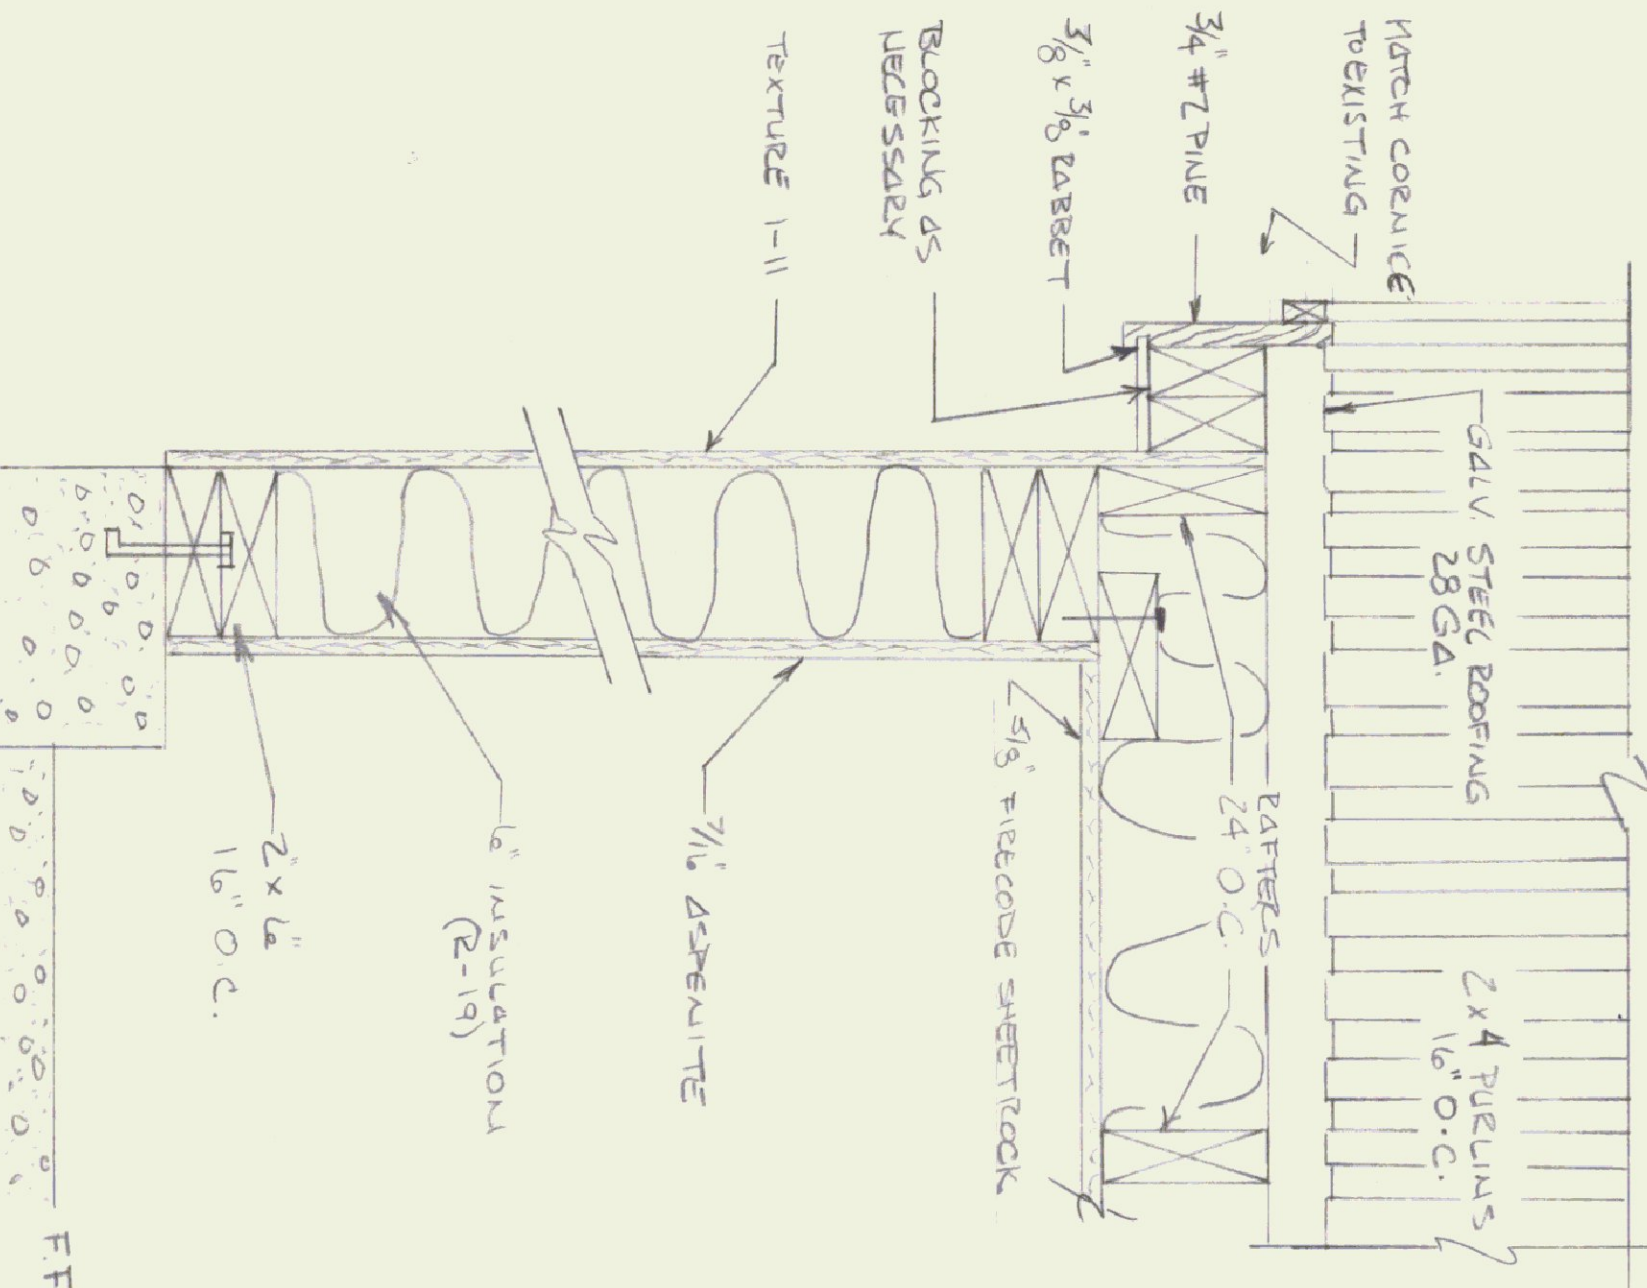 MATCH CORNICE
TO EXISTING
3/4" #2 PINE
3/8" x 3/8" RABBET
BLOCKING AS
NECESSARY
TEXTURE 1-11
GALV. STEEL ROOFING
28 GA.
2x4 PURLINS
16" O.C.
RAFTERS
24" O.C.
5/8" FIRECODE SHEETROCK
7/16" ASPENITE
6" INSULATION
(R-19)
2" x 6"
16" O.C.
F.F